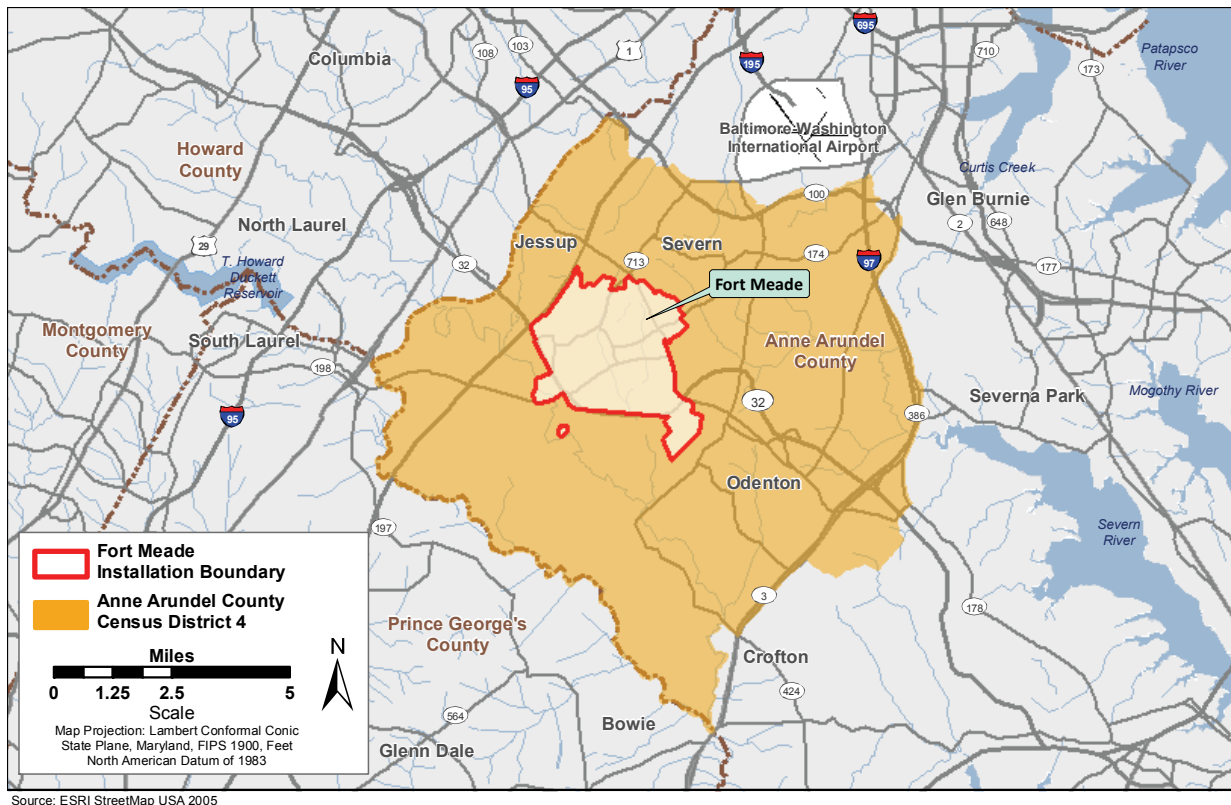 695
Columbia
108
103
1
710
Patapsco
River
195
173
95
Baltimore-Washington
International Airport
Howard
County
Curtis Creek
100
Glen Burnie
North Laurel
2
648
29
Jessup
Severn
T. Howard
Duckett
Reservoir
32
713
174
97
177
Fort Meade
Montgomery
County
South Laurel
Anne Arundel
County
198
Severna Park
Mogothy River
95
32
386
Odenton
197
Severn
River
Fort Meade
Installation Boundary
Anne Arundel County
Census District 4
3
178
Prince George's
County
N
Miles
0 1.25 2.5 5
Scale
Map Projection: Lambert Conformal Conic
State Plane, Maryland, FIPS 1900, Feet
North American Datum of 1983
Crofton
424
564
Bowie
Glenn Dale
Source: ESRI StreetMap USA 2005